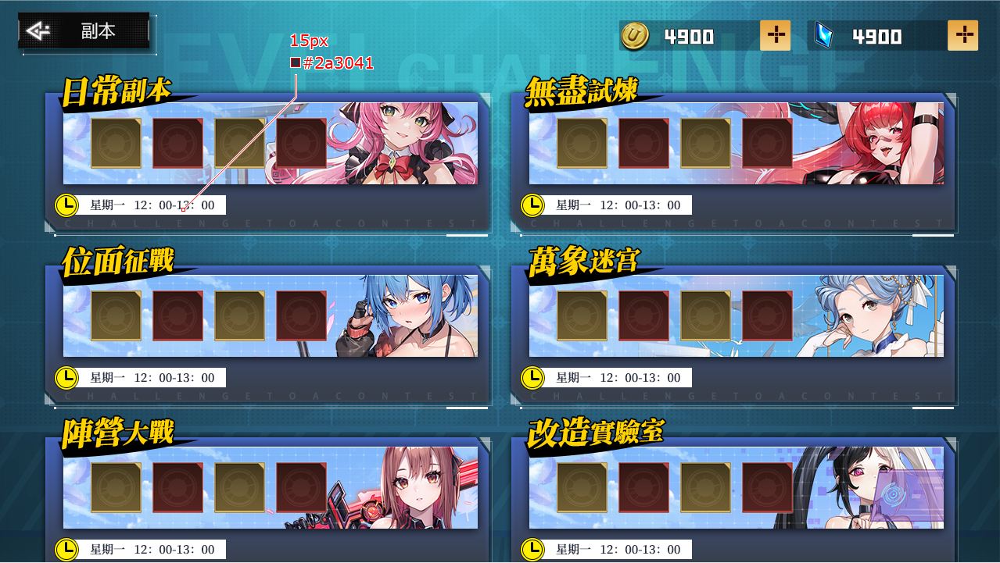 副本
4900
4900
LEVEL CHALLENGE
15px
#2a3041
日常副本
星期一 12：00-13：00
CHALLENGETOACONTEST
無盡試煉
星期一 12：00-13：00
CHALLENGETOACONTEST
位面征戰
星期一 12：00-13：00
CHALLENGETOACONTEST
萬象迷宮
星期一 12：00-13：00
CHALLENGETOACONTEST
陣營大戰
星期一 12：00-13：00
改造實驗室
星期一 12：00-13：00